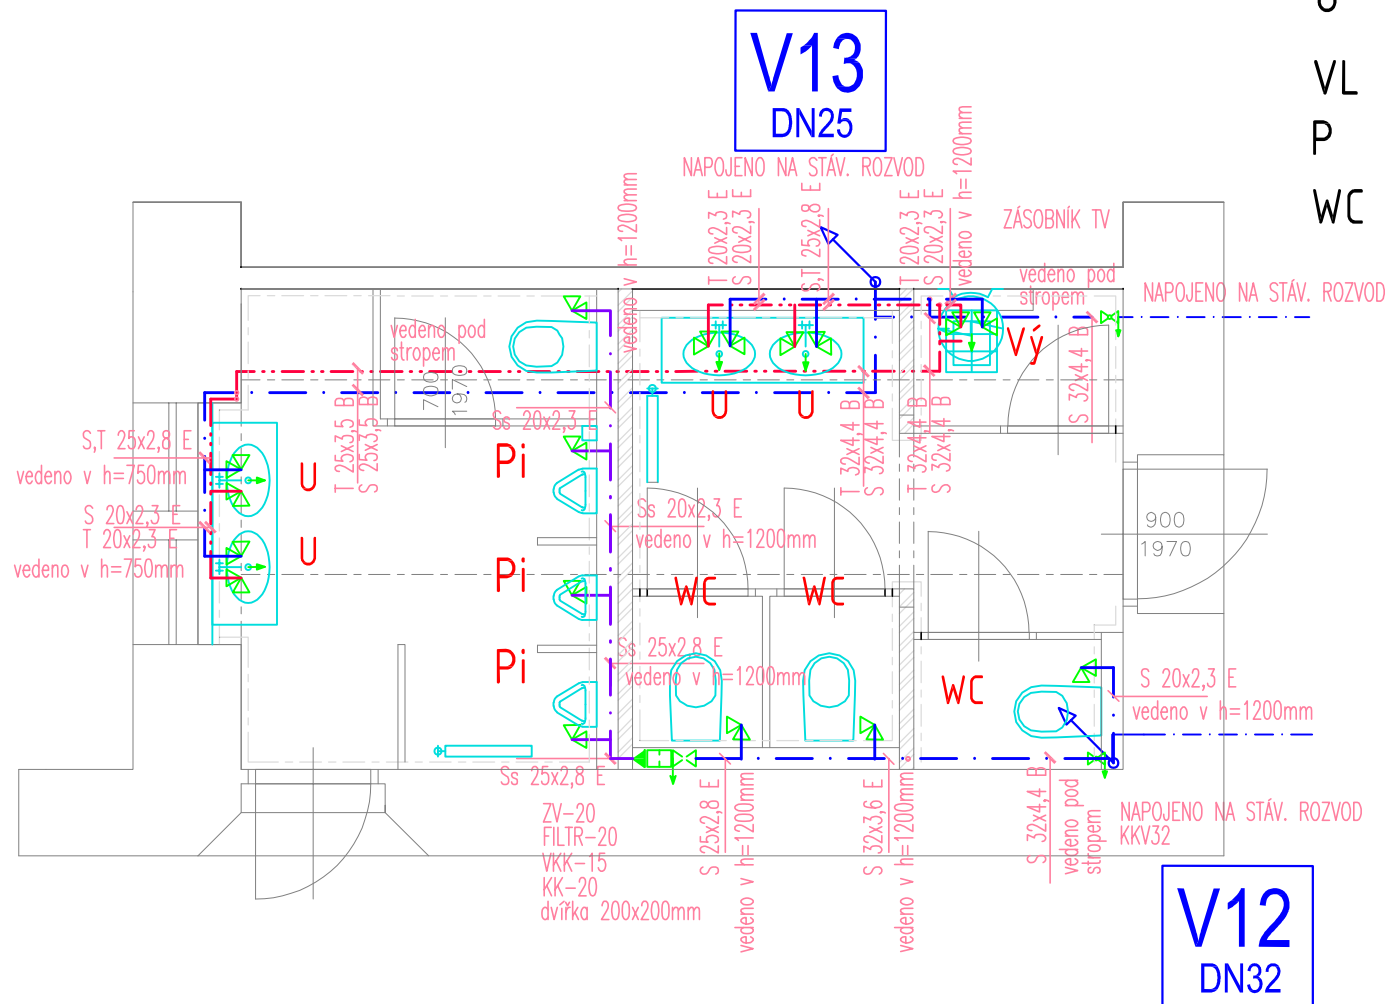 V13
DN25
VL
P
WC
NAPOJENO NA STÁV. ROZVOD
vedeno v h=1200mm
T 20x2,3 E
S 20x2,3 E
S,T 25x2,8 E
T 20x2,3 E
S 20x2,3 E
vedeno v h=1200mm
ZÁSOBNÍK TV
vedeno pod
stropem
NAPOJENO NA STÁV. ROZVOD
vedeno pod
stropem
700
1970
Vý
S 32x4,4 B
U
U
Ss 20x2,3 E
S,T 25x2,8 E
vedeno v h=750mm
T 25x3,5 B
S 25x3,5 B
T 32x4,4 B
S 32x4,4 B
T 32x4,4 B
S 32x4,4 B
Pi
U
S 20x2,3 E
T 20x2,3 E
vedeno v h=750mm
Ss 20x2,3 E
vedeno v h=1200mm
900
1970
U
Pi
WC
WC
Ss 25x2,8 E
vedeno v h=1200mm
Pi
WC
S 20x2,3 E
vedeno v h=1200mm
Ss 25x2,8 E
ZV-20
FILTR-20
VKK-15
KK-20
dvířka 200x200mm
S 25x2,8 E
vedeno v h=1200mm
S 32x3,6 E
vedeno v h=1200mm
S 32x4,4 B
vedeno pod
stropem
NAPOJENO NA STÁV. ROZVOD
KKV32
V12
DN32